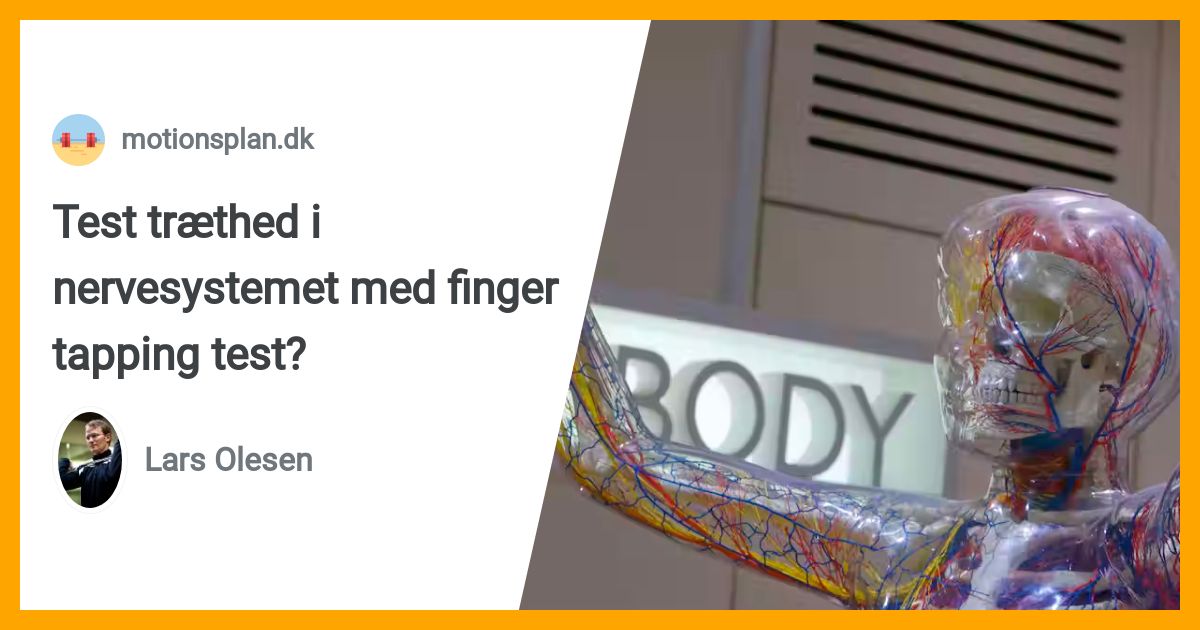 motionsplan.dk
Test træthed i
nervesystemet med finger
tapping test?
Lars Olesen
BODY